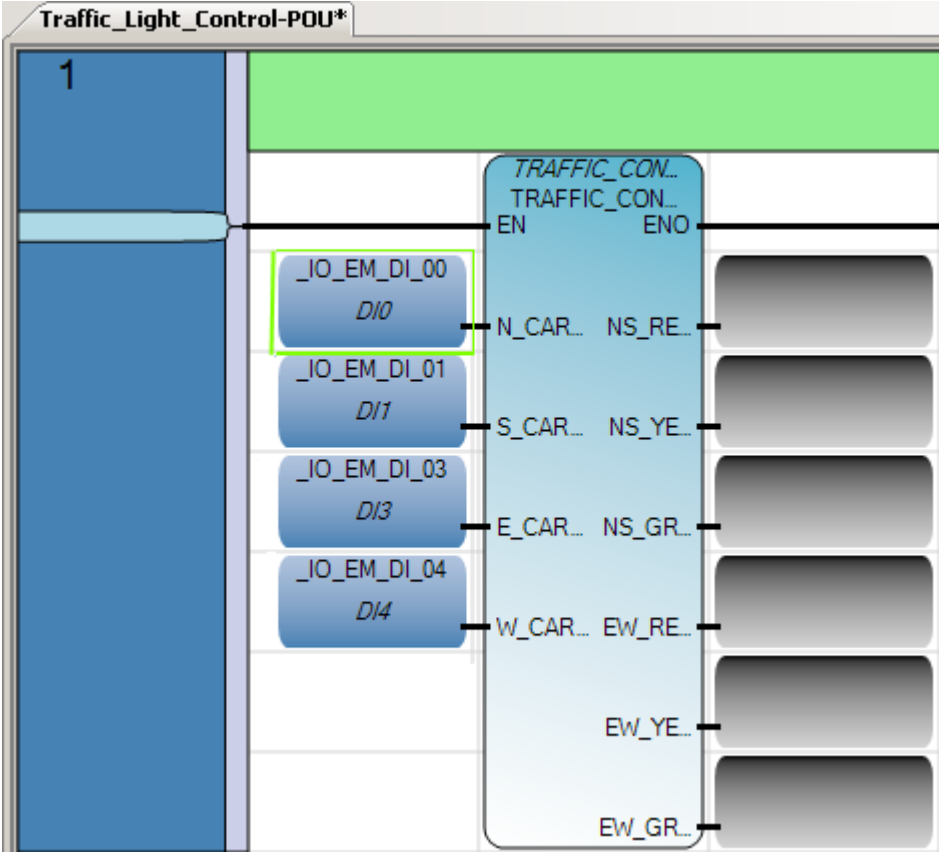 Traffic_Light_Control-POU*
1
TRAFFIC_CON...
TRAFFIC_CON...
EN ENO
_IO_EM_DI_00
DI0
N_CAR... NS_RE...
_IO_EM_DI_01
DI1
S_CAR... NS_YE...
_IO_EM_DI_03
DI3
E_CAR... NS_GR...
_IO_EM_DI_04
DI4
W_CAR... EW_RE...
EW_YE...
EW_GR...